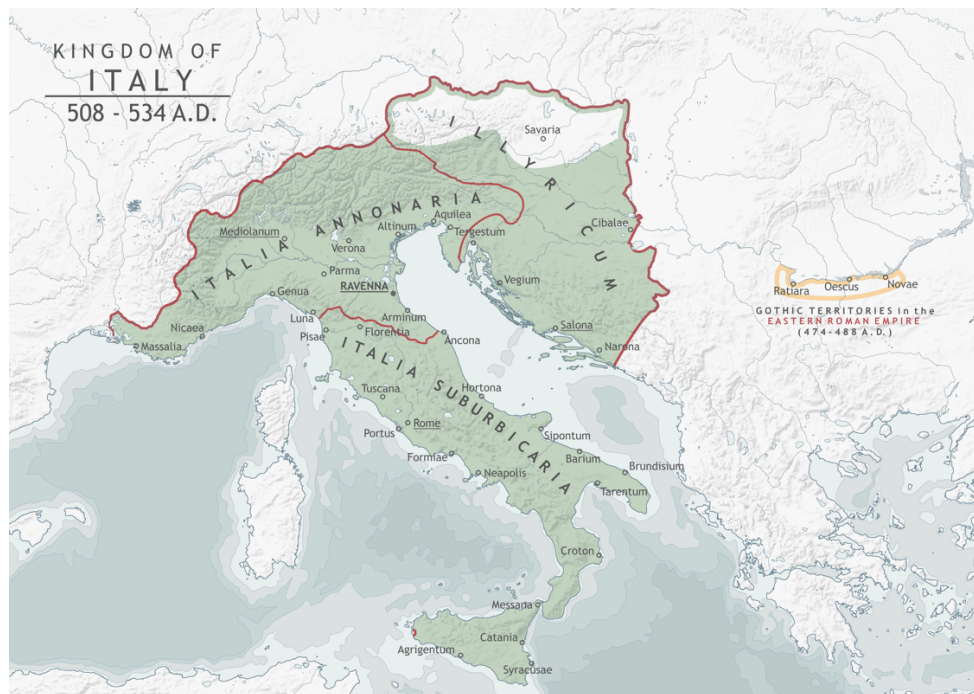 KINGDOM OF
ITALY
508 - 534 A.D.
ILLYRICUM
Savaria
ITALIA ANNONARIA
Aquilea
Mediolanum
Altinum
Tergestum
Cibalae
Verona
Parma
Vegium
RAVENNA
Genua
Ratiara
Oescus
Novae
GOTHIC TERRITORIES in the
EASTERN ROMAN EMPIRE
(474-488 A.D.)
Luna
Arminum
Nicaea
Florentia
Salona
Pisae
Ancona
Massalia
Narona
ITALIA SUBURBICARIA
Tuscana
Hortona
Rome
Portus
Sipontum
Formiae
Barium
Neapolis
Brundisium
Tarentum
Croton
Messana
Catania
Agrigentum
Syracusae